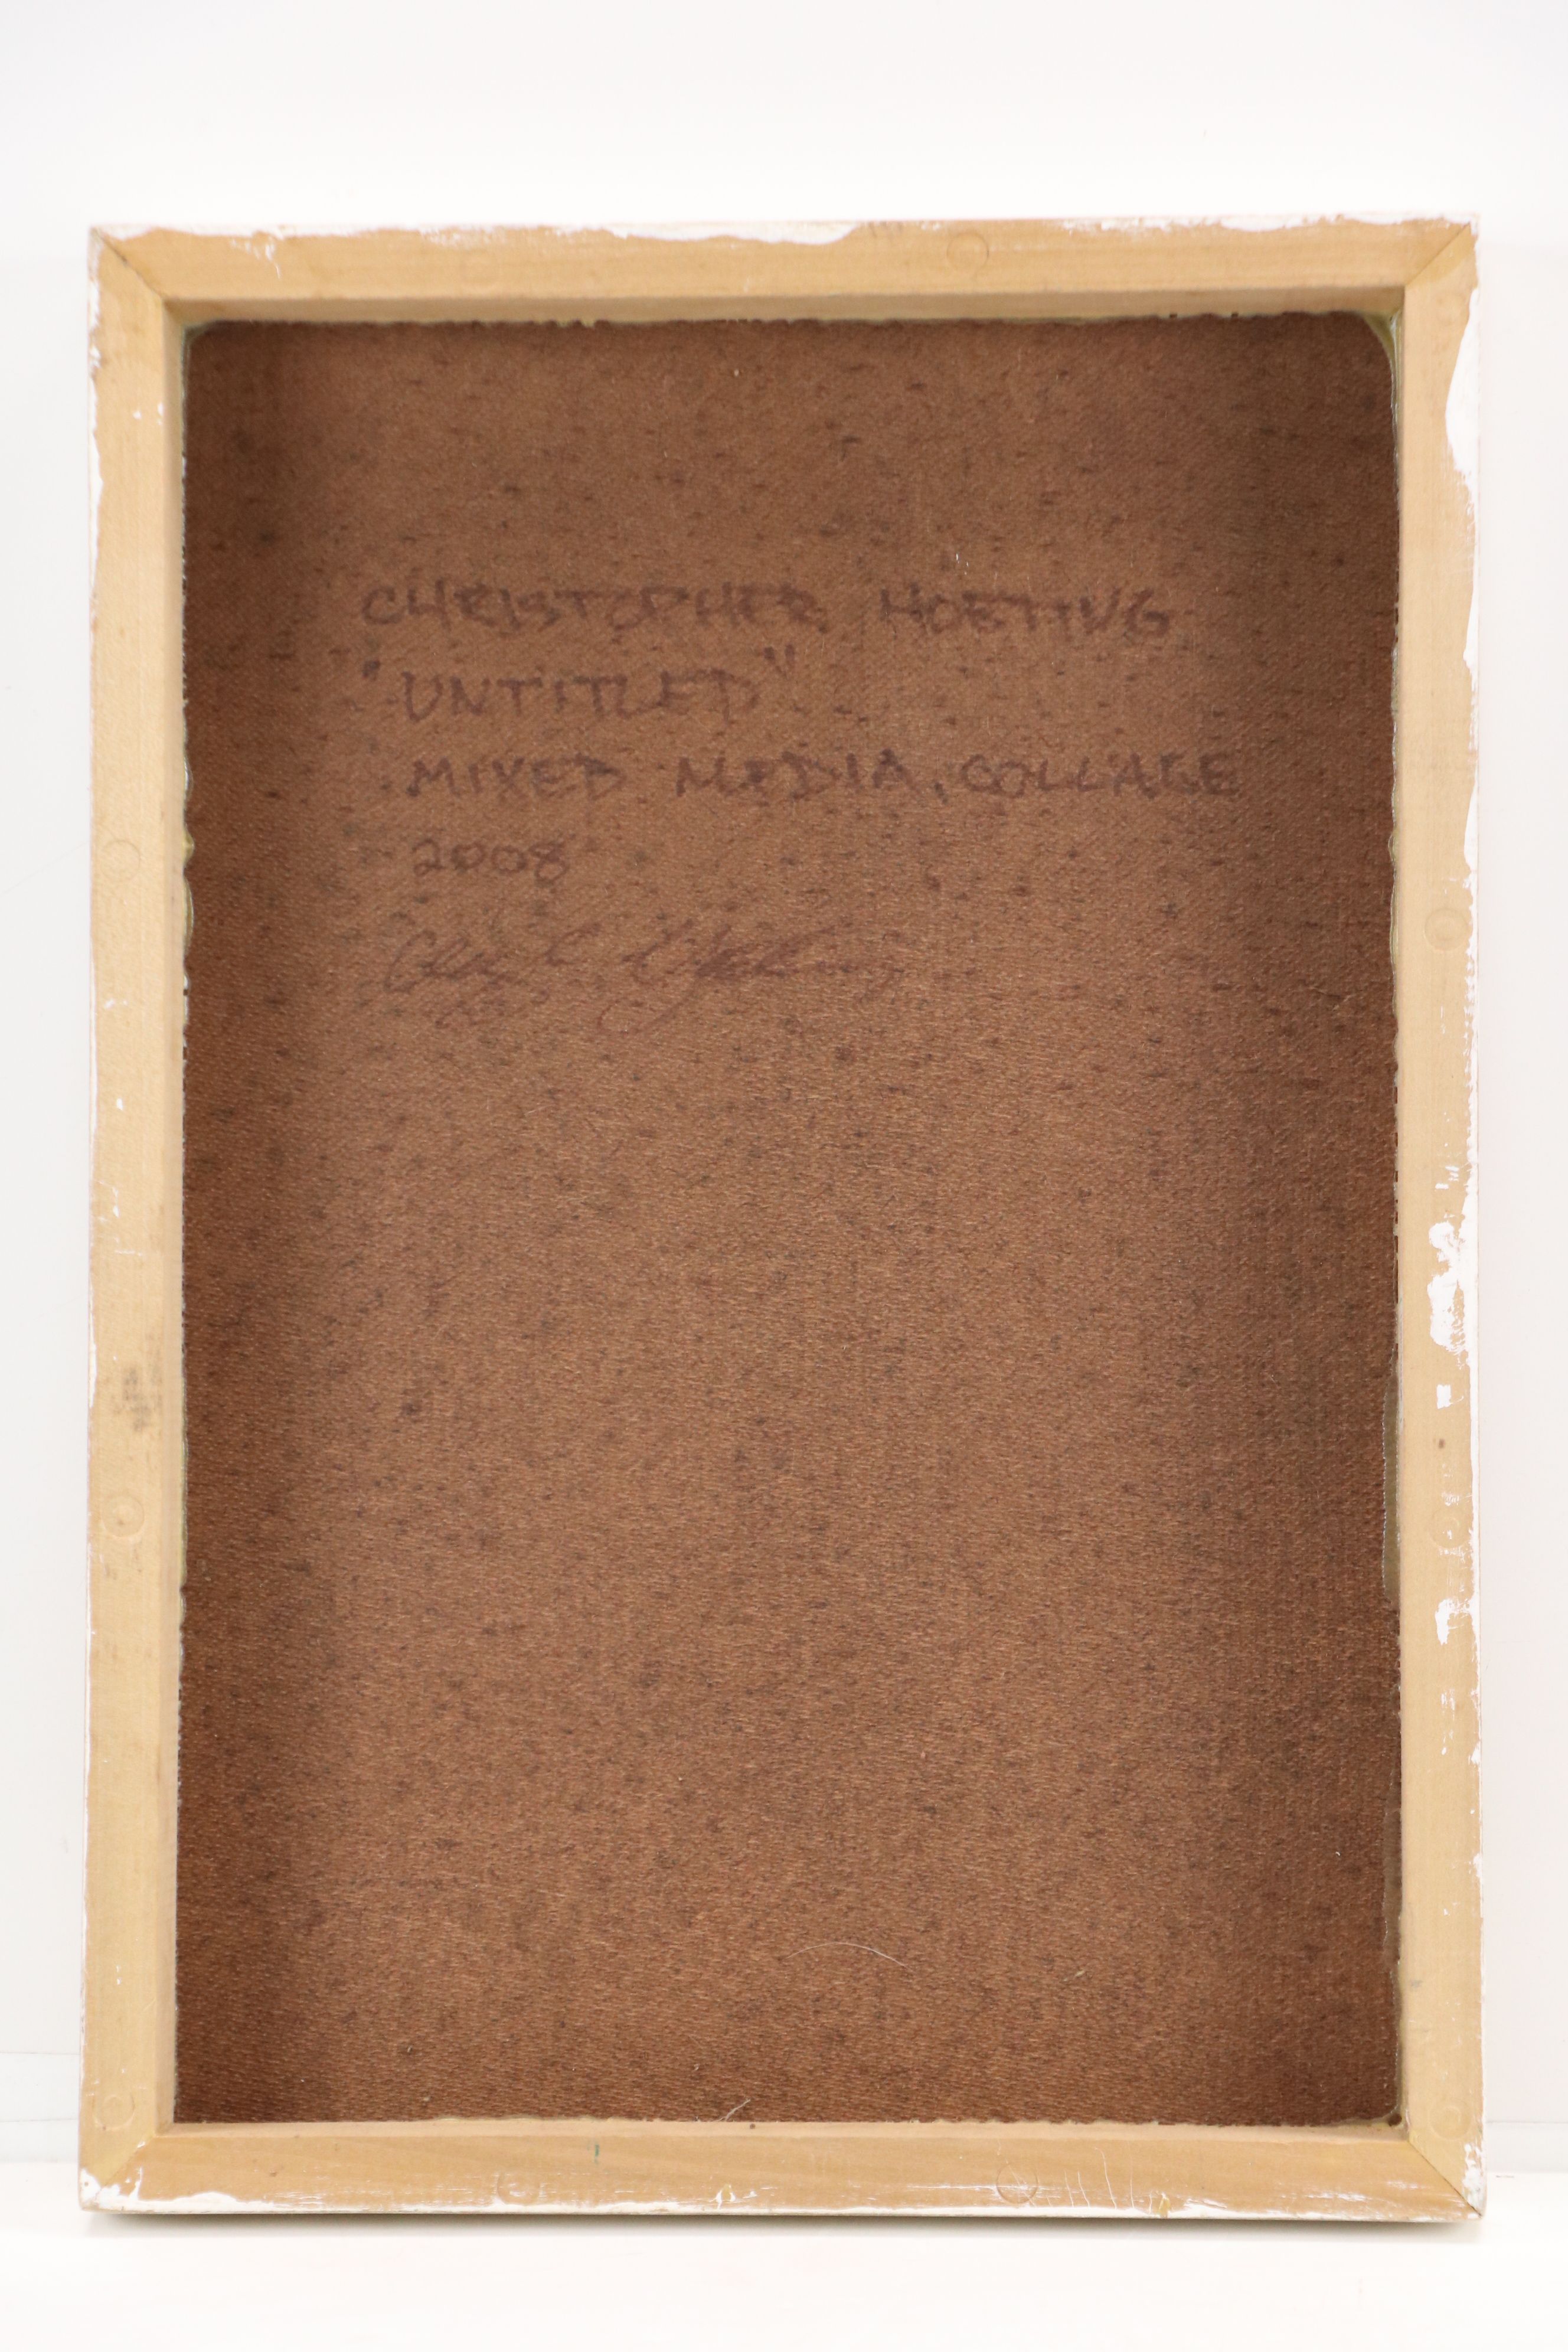 CHRISTOPHER HOETING
"UNTITLED"
MIXED MEDIA, COLLAGE
2008